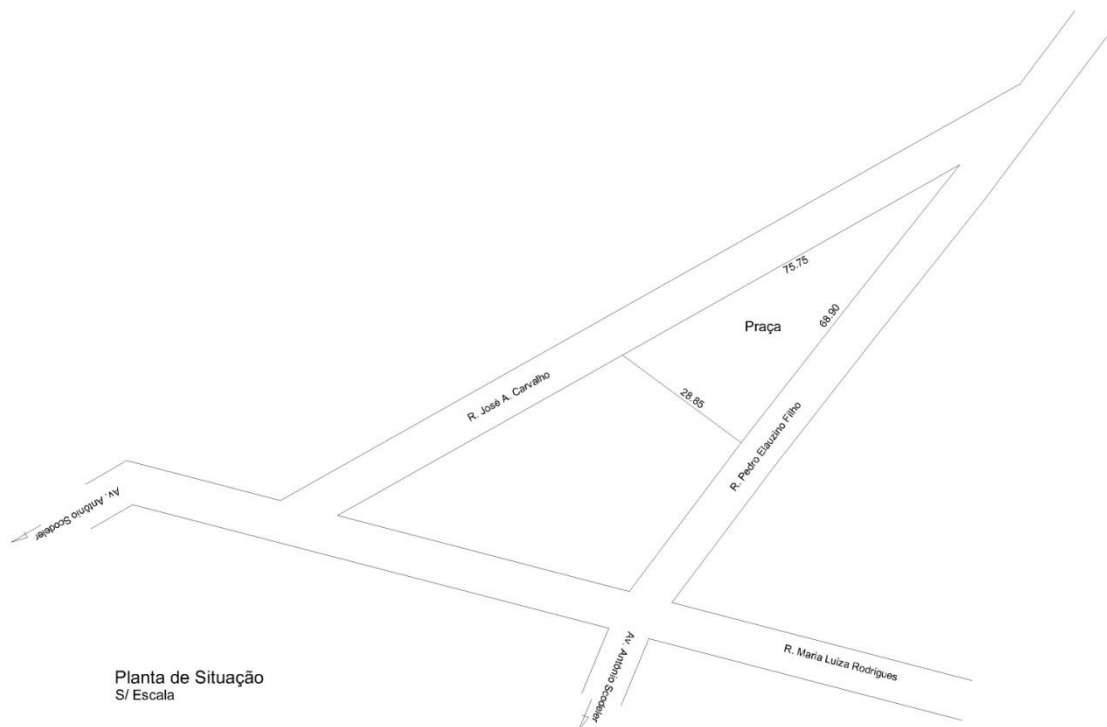 75.75
68.90
Praça
28.85
R. José A. Carvalho
R. Pedro Elauzino Filho
Av. Antônio Scodeler
Av. Antônio Scodeler
R. Maria Luiza Rodrigues
Planta de Situação
S/ Escala